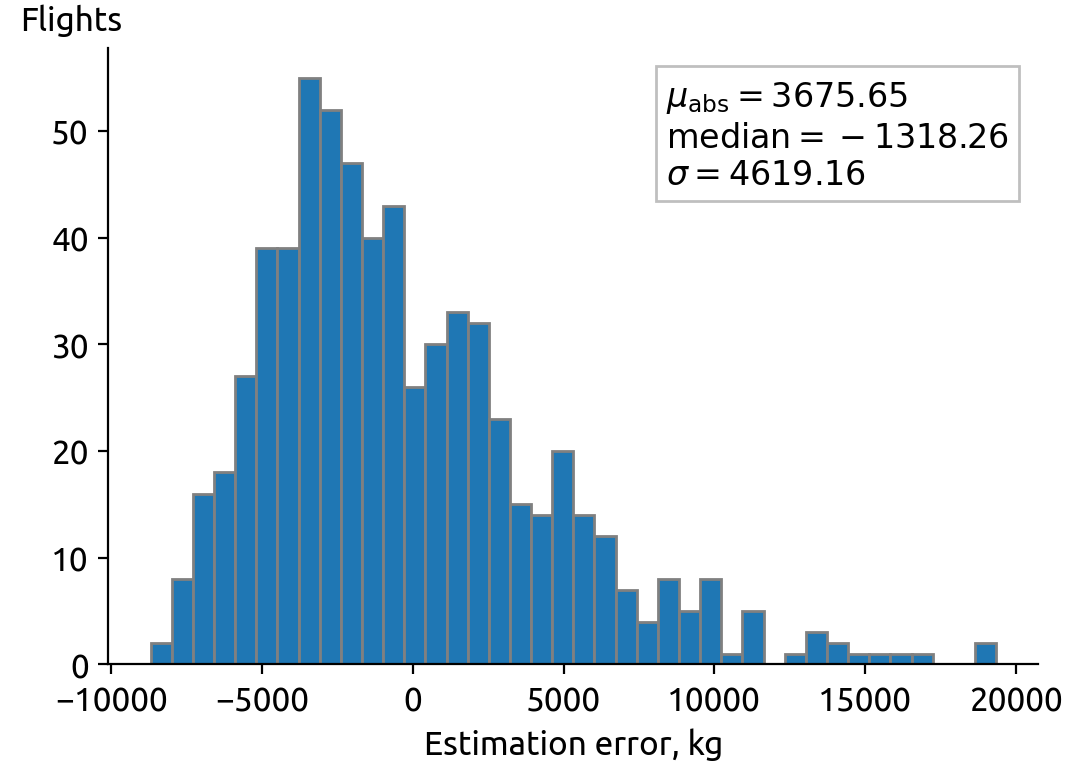 Flights
μabs = 3675.65
median = − 1318.26
σ = 4619.16
50
40
30
20
10
0
−10000 −5000 0 5000 10000 15000 20000
Estimation error, kg